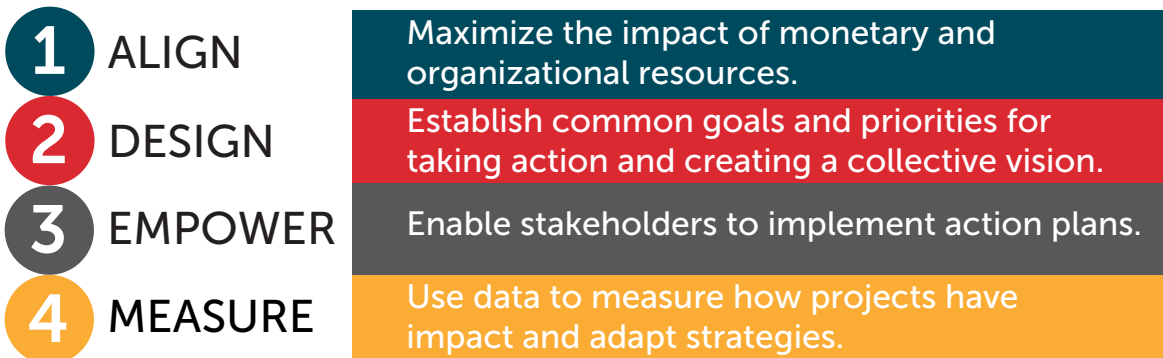 1 ALIGN
Maximize the impact of monetary and
organizational resources.
2 DESIGN
Establish common goals and priorities for
taking action and creating a collective vision.
3 EMPOWER
Enable stakeholders to implement action plans.
4 MEASURE
Use data to measure how projects have
impact and adapt strategies.